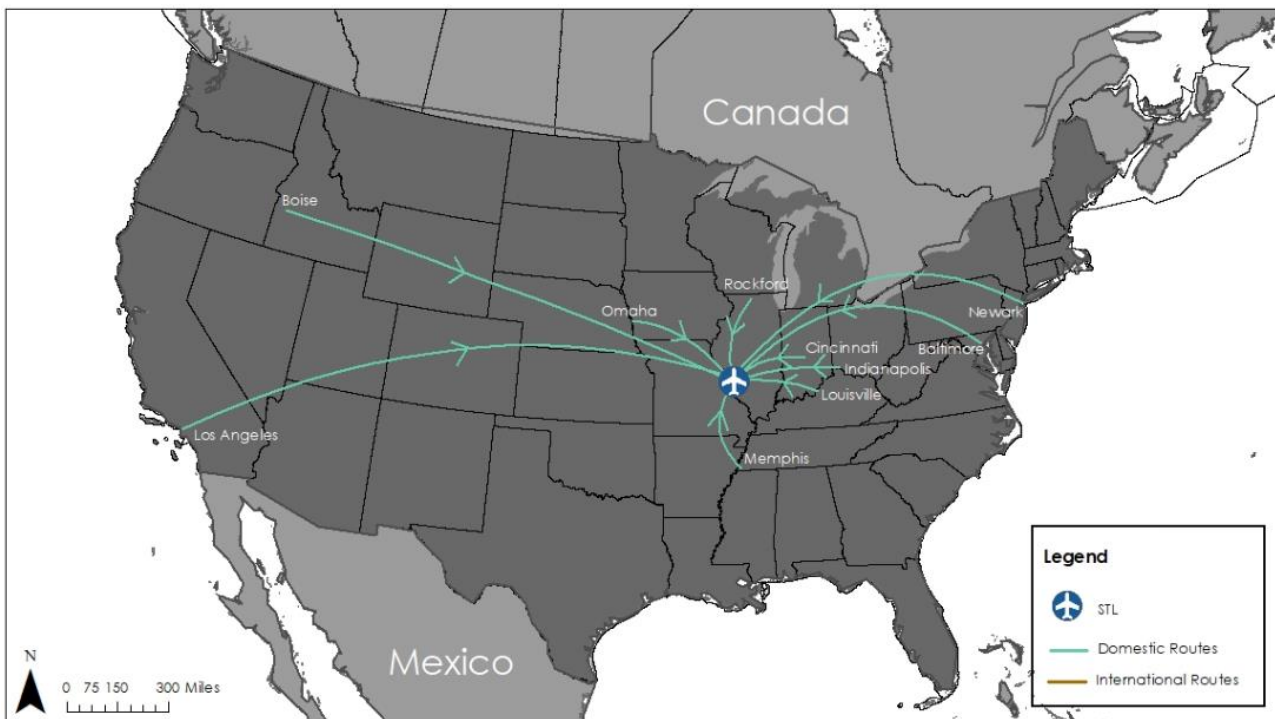 Canada
Boise
Rockford
Omaha
Newark
Cincinnati
Baltimore
Indianapolis
Louisville
Los Angeles
Memphis
Mexico
N
0 75 150 300 Miles
Legend
STL
Domestic Routes
International Routes